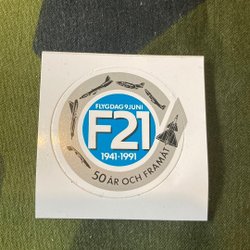 FLYGDAG 9 JUNI
F21
1941-1991
50 ÅR OCH FRAMÅT